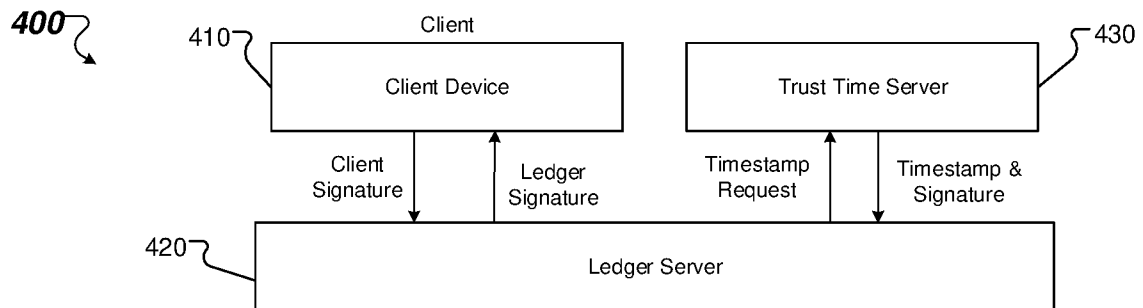 400
Client
410
430
Client Device
Trust Time Server
Client
Signature
Ledger
Signature
Timestamp
Request
Timestamp &
Signature
420
Ledger Server